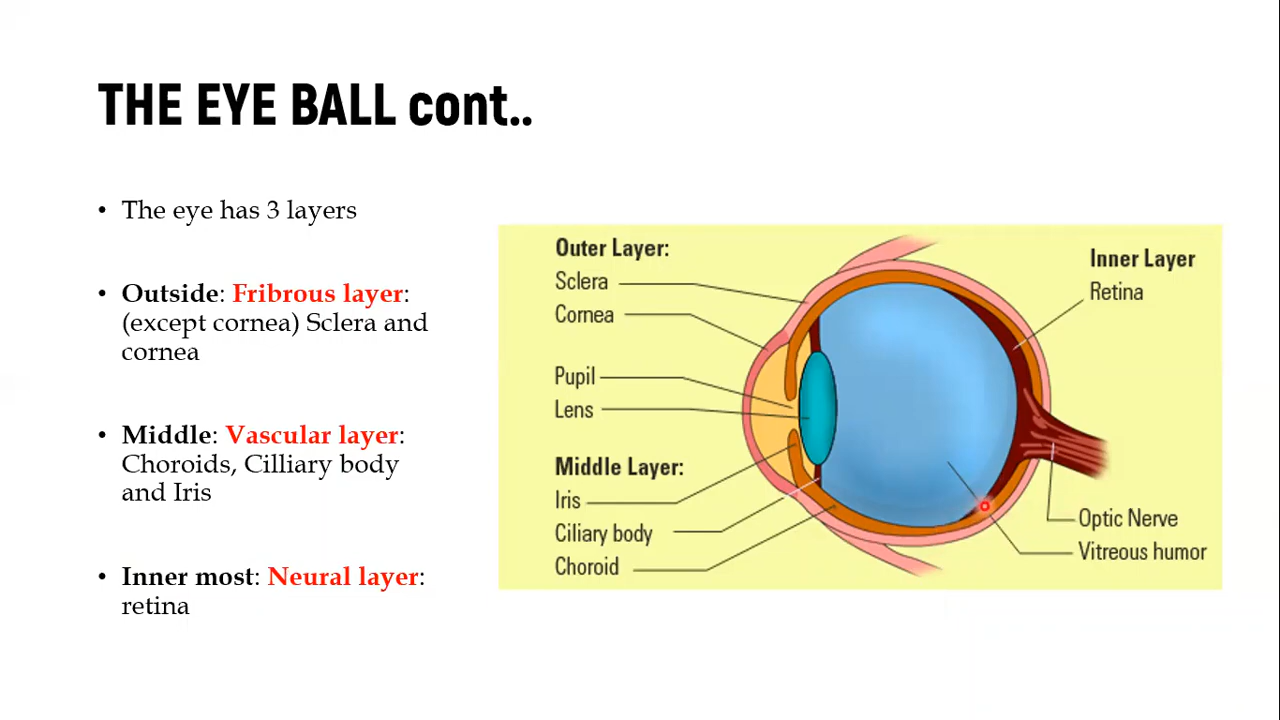 THE EYE BALL cont..
• The eye has 3 layers
• Outside: Fribrous layer:
(except cornea) Sclera and
cornea
• Middle: Vascular layer:
Choroids, Cilliary body
and Iris
• Inner most: Neural layer:
retina
Outer Layer:
Sclera
Cornea
Pupil
Lens
Middle Layer:
Iris
Ciliary body
Choroid
Inner Layer
Retina
Optic Nerve
Vitreous humor